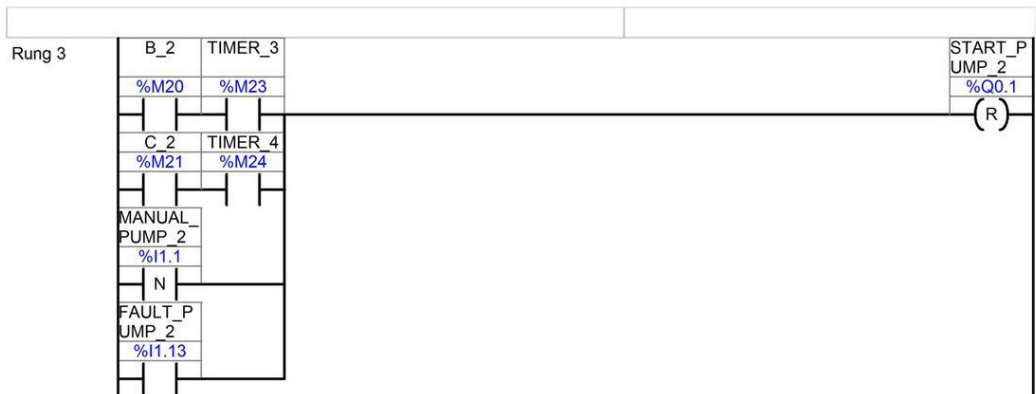 Rung 3
B_2 TIMER_3 START_P
UMP_2
%M20 %M23 %Q0.1
R
C_2 TIMER_4
%M21 %M24
MANUAL_
PUMP_2
%I1.1
N
FAULT_P
UMP_2
%I1.13